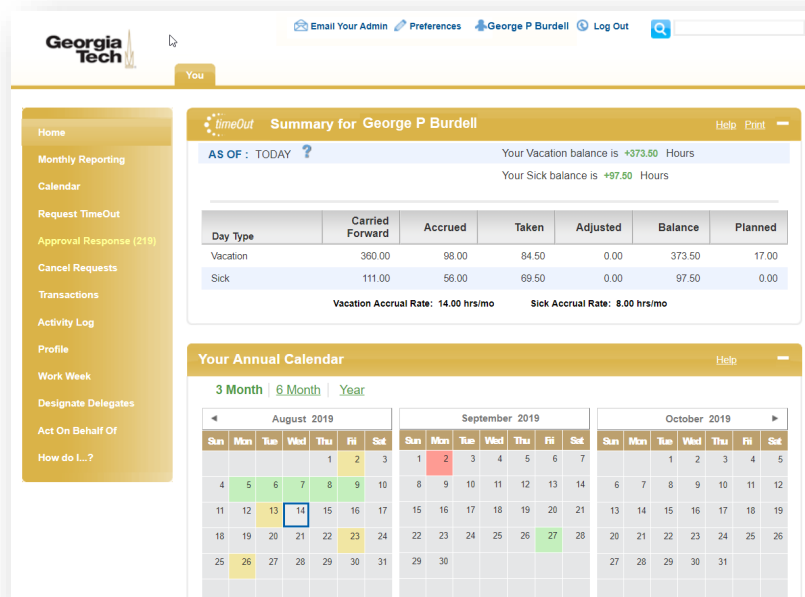 Georgia
Tech
Email Your Admin Preferences George P Burdell Log Out
You
Home
Monthly Reporting
Calendar
Request TimeOut
Approval Response (219)
Cancel Requests
Transactions
Activity Log
Profile
Work Week
Designate Delegates
Act On Behalf Of
How do I...?
timeOut Summary for George P Burdell Help Print
AS OF : TODAY ? Your Vacation balance is +373.50 Hours
Your Sick balance is +97.50 Hours
Day Type Carried Forward Accrued Taken Adjusted Balance Planned
Vacation 360.00 98.00 84.50 0.00 373.50 17.00
Sick 111.00 56.00 69.50 0.00 97.50 0.00
Vacation Accrual Rate: 14.00 hrs/mo Sick Accrual Rate: 8.00 hrs/mo
Your Annual Calendar Help
3 Month 6 Month Year
August 2019
Sun Mon Tue Wed Thu Fri Sat
1 2 3
4 5 6 7 8 9 10
11 12 13 14 15 16 17
18 19 20 21 22 23 24
25 26 27 28 29 30 31
September 2019
Sun Mon Tue Wed Thu Fri Sat
1 2 3 4 5 6 7
8 9 10 11 12 13 14
15 16 17 18 19 20 21
22 23 24 25 26 27 28
29 30
October 2019
Sun Mon Tue Wed Thu Fri Sat
1 2 3 4 5
6 7 8 9 10 11 12
13 14 15 16 17 18 19
20 21 22 23 24 25 26
27 28 29 30 31